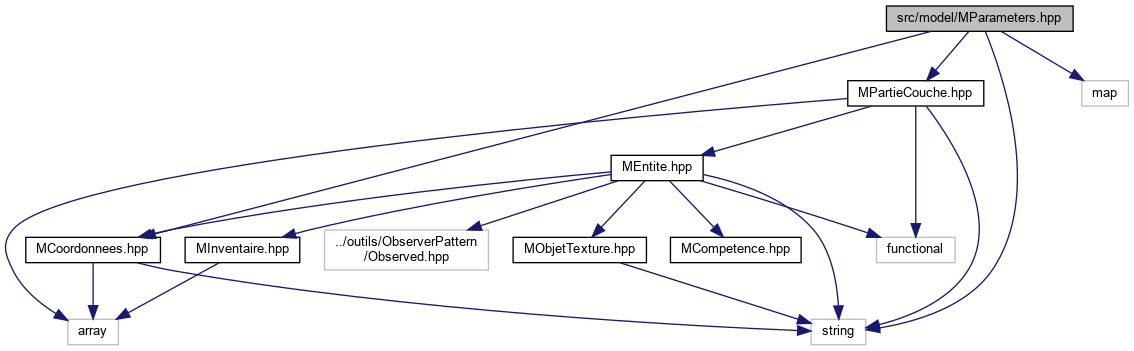 src/model/MParameters.hpp
MPartieCouche.hpp
map
MEntite.hpp
MCoordonnees.hpp
MInventaire.hpp
../outils/ObserverPattern
/Observed.hpp
MObjetTexture.hpp
MCompetence.hpp
functional
array
string